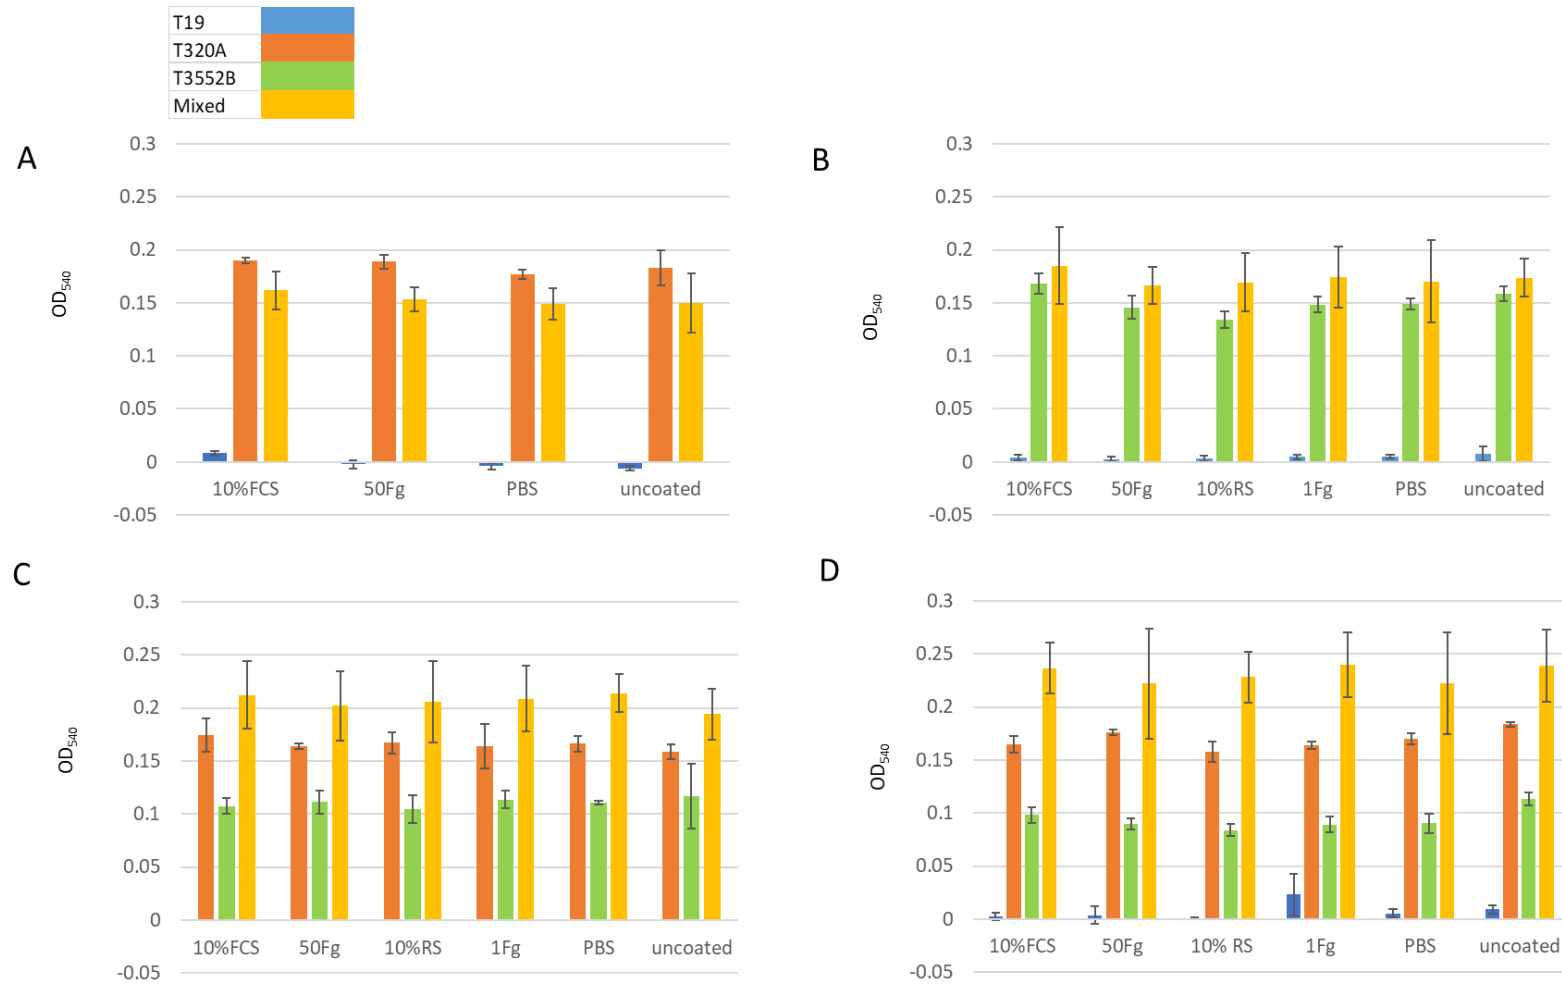 T19
T320A
T3552B
Mixed
A
0.3
0.25
0.2
0.15
0.1
0.05
0
-0.05
OD540
10%FCS 50Fg PBS uncoated
B
0.3
0.25
0.2
0.15
0.1
0.05
0
-0.05
OD540
10%FCS 50Fg 10%RS 1Fg PBS uncoated
C
0.3
0.25
0.2
0.15
0.1
0.05
0
-0.05
OD540
10%FCS 50Fg 10%RS 1Fg PBS uncoated
D
0.3
0.25
0.2
0.15
0.1
0.05
0
-0.05
OD540
10%FCS 50Fg 10% RS 1Fg PBS uncoated